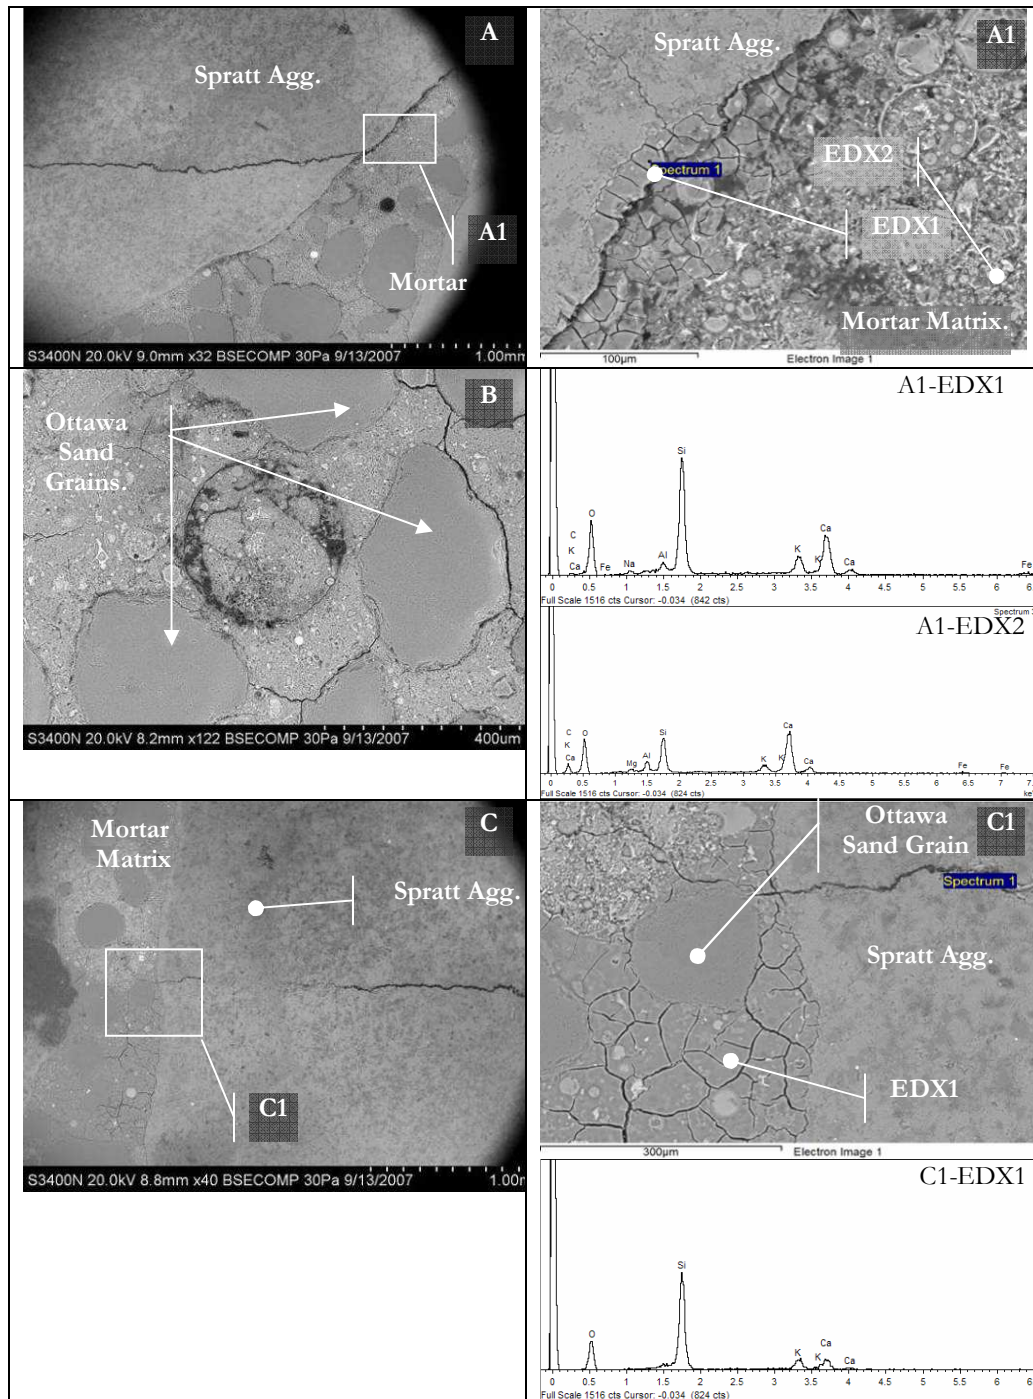 A
Spratt Agg.
A1
Mortar
S3400N 20.0kV 9.0mm x32 BSECOMP 30Pa 9/13/2007
1.00mm
Spratt Agg.
A1
EDX2
Spectrum 1
EDX1
Mortar Matrix.
100µm
Electron Image 1
B
Ottawa
Sand
Grains.
S3400N 20.0kV 8.2mm x122 BSECOMP 30Pa 9/13/2007
400um
A1-EDX1
Si
O
C
K
Ca
Fe
Na
Al
K
K
Ca
Ca
Fe
0 0.5 1 1.5 2 2.5 3 3.5 4 4.5 5 5.5 6
Full Scale 1516 cts Cursor: -0.034 (842 cts)
Spectrum
A1-EDX2
C
K
Ca
O
Mg
Al
Si
K
K
Ca
Ca
Fe
Fe
0 0.5 1 1.5 2 2.5 3 3.5 4 4.5 5 5.5 6 6.5 7
Full Scale 1516 cts Cursor: -0.034 (824 cts)
C
Mortar
Matrix
Spratt Agg.
C1
S3400N 20.0kV 8.8mm x40 BSECOMP 30Pa 9/13/2007
Ottawa
Sand Grain
C1
Spectrum 1
Spratt Agg.
EDX1
300µm
Electron Image 1
C1-EDX1
Si
O
K
K
Ca
Ca
0 0.5 1 1.5 2 2.5 3 3.5 4 4.5 5 5.5 6
Full Scale 1516 cts Cursor: -0.034 (824 cts)